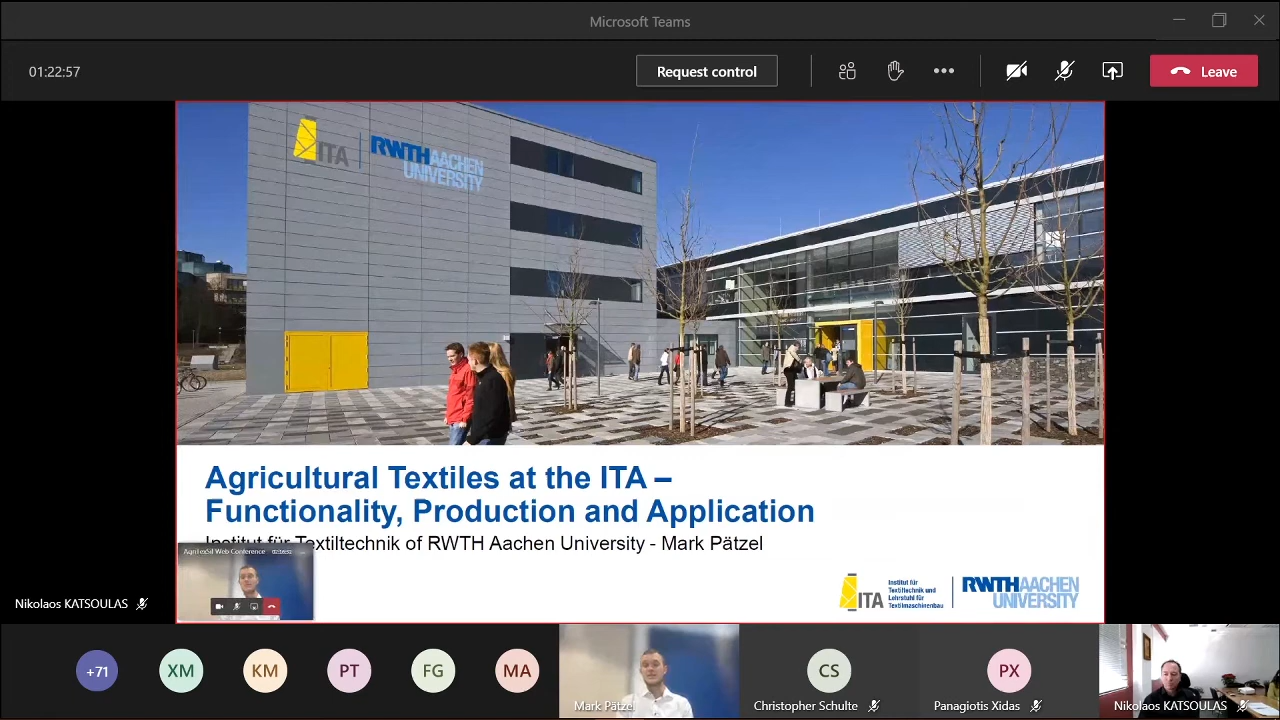 Microsoft Teams
01:22:57
Request control
Leave
ITA
RWTH AACHEN
UNIVERSITY
Agricultural Textiles at the ITA –
Functionality, Production and Application
Institut für Textiltechnik of RWTH Aachen University - Mark Pätzel
AgriTexSil Web Conference
ITA
Institut für
Textiltechnik und
Lehrstuhl für
Textilmaschinenbau
RWTH AACHEN
UNIVERSITY
Nikolaos KATSOULAS
+71
XM
KM
PT
FG
MA
Mark Pätzel
CS
Christopher Schulte
PX
Panagiotis Xidas
Nikolaos KATSOULAS